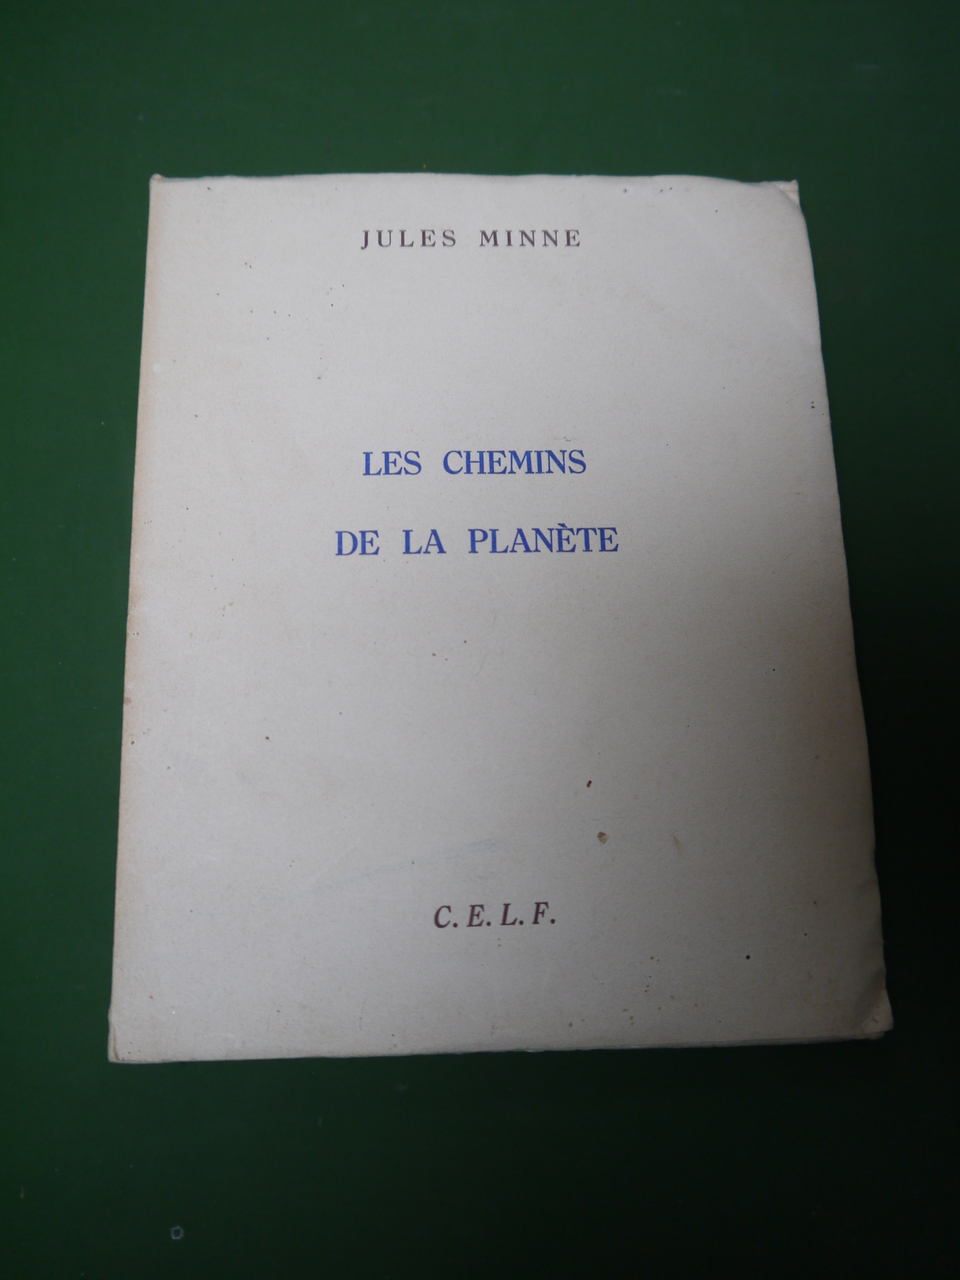 JULES MINNE
LES CHEMINS
DE LA PLANÈTE
C. E. L. F.